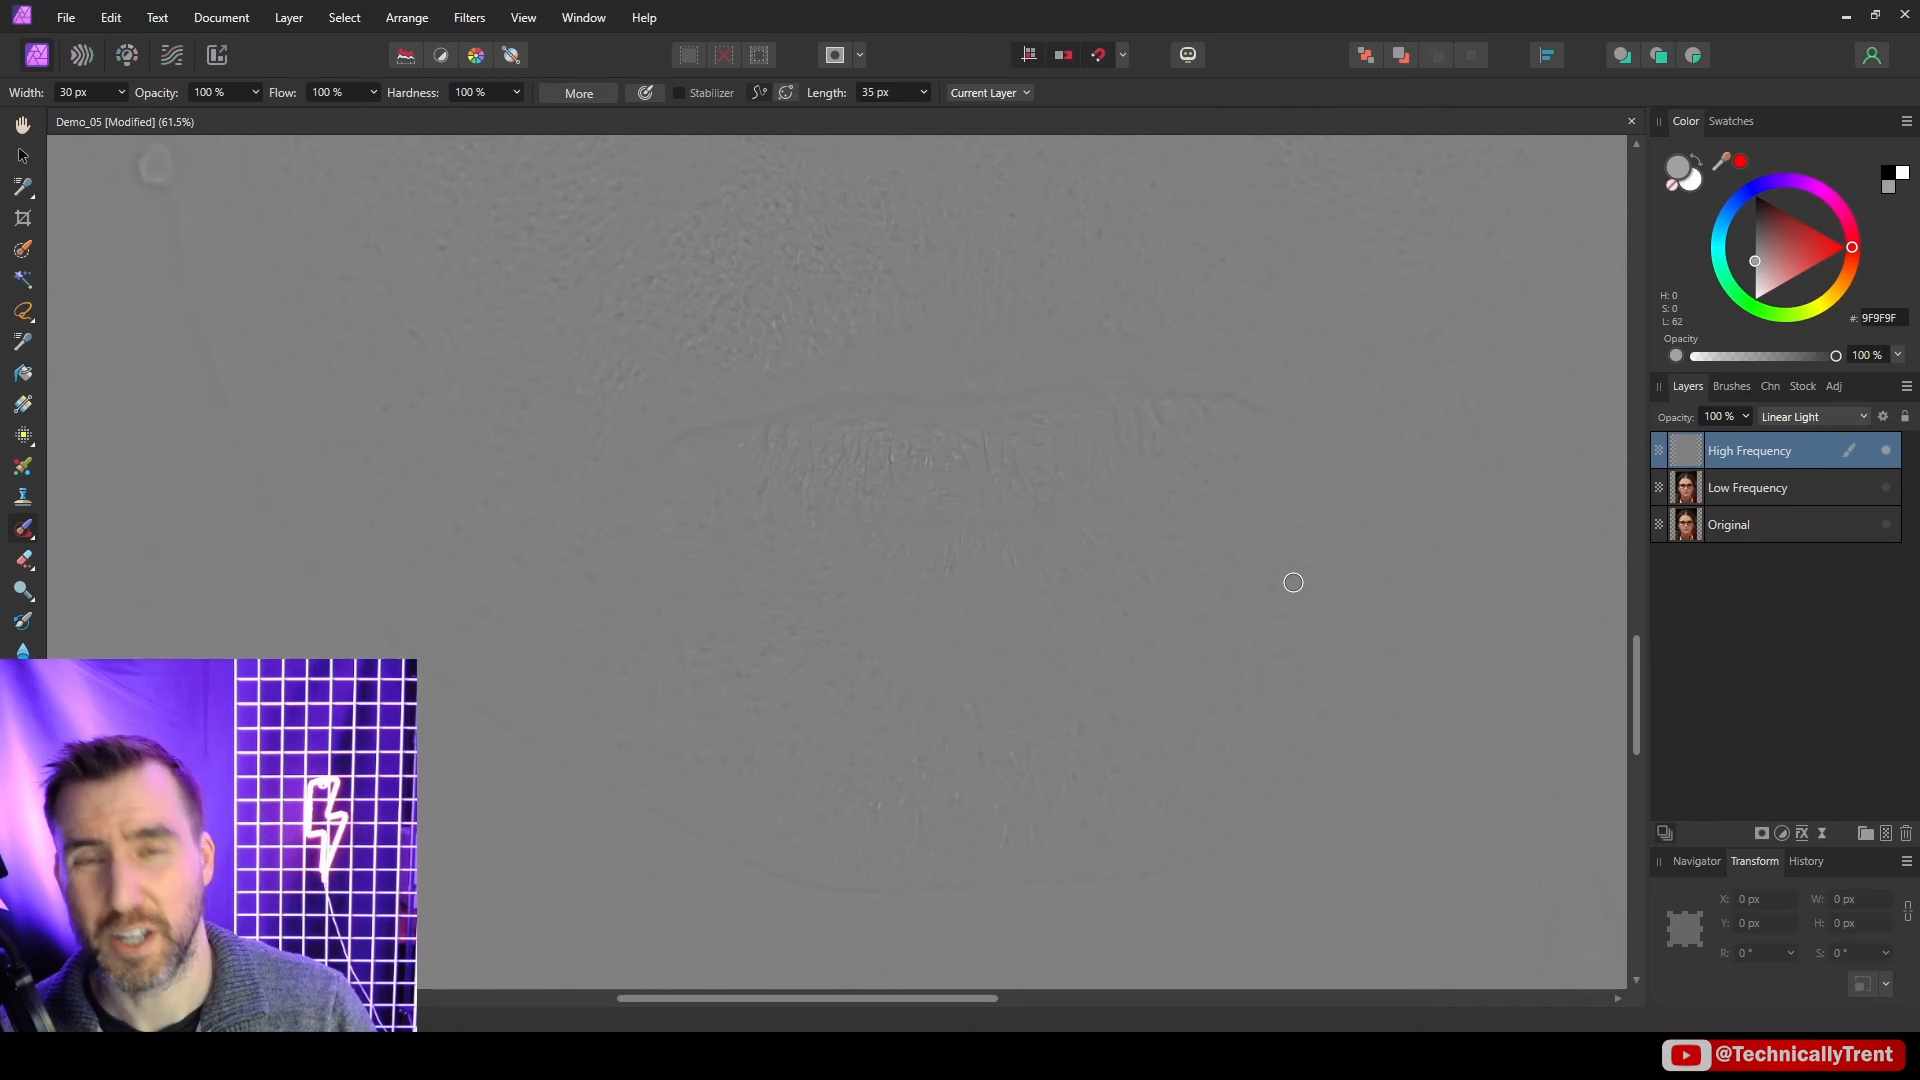 File Edit Text Document Layer Select Arrange Filters View Window Help
Width: 30 px Opacity: 100 % Flow: 100 % Hardness: 100 % More Stabilizer Length: 35 px Current Layer
Demo_05 [Modified] (61.5%)
Color Swatches
H: 0
S: 0
L: 62
#: 9F9F9F
Opacity
100 %
Layers Brushes Chn Stock Adj
Opacity: 100 % Linear Light
High Frequency
Low Frequency
Original
Navigator Transform History
X: 0 px W: 0 px
Y: 0 px H: 0 px
R: 0 ° S: 0 °
@TechnicallyTrent